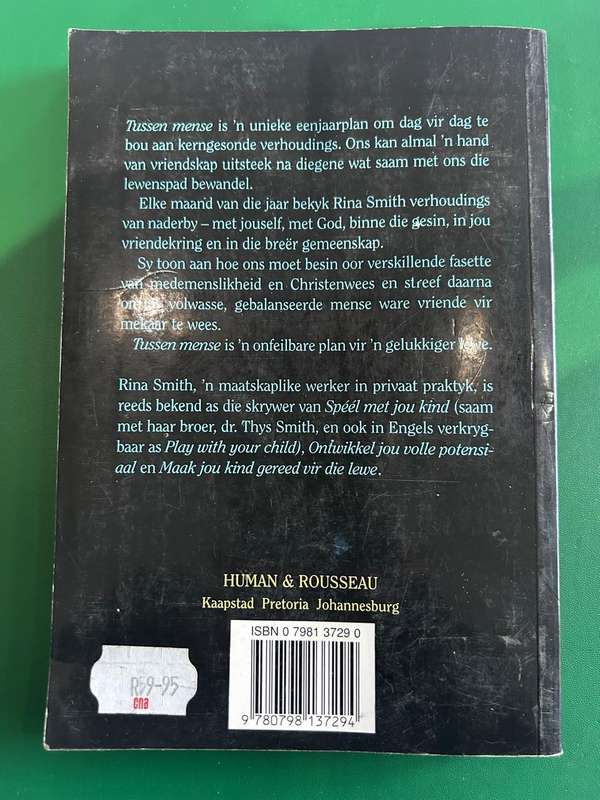 Tussen mense is 'n unieke eenjaarplan om dag vir dag te
bou aan kerngesonde verhoudings. Ons kan almal 'n hand
van vriendskap uitsteek na diegene wat saam met ons die
lewenspad bewandel.
Elke maand van die jaar bekyk Rina Smith verhoudings
van naderby – met jouself, met God, binne die gesin, in jou
vriendekring en in die breër gemeenskap.
Sy toon aan hoe ons moet besin oor verskillende fasette
van medemenslikheid en Christenwees en streef daarna
om as volwasse, gebalanseerde mense ware vriende vir
mekaar te wees.
Tussen mense is 'n onfeilbare plan vir 'n gelukkiger lewe.
Rina Smith, 'n maatskaplike werker in privaat praktyk, is
reeds bekend as die skrywer van Spéél met jou kind (saam
met haar broer, dr. Thys Smith, en ook in Engels verkryg-
baar as Play with your child), Ontwikkel jou volle potensi-
aal en Maak jou kind gereed vir die lewe.
HUMAN & ROUSSEAU
Kaapstad Pretoria Johannesburg
ISBN 0 7981 3729 0
9 780798 137294
R59-95
cna